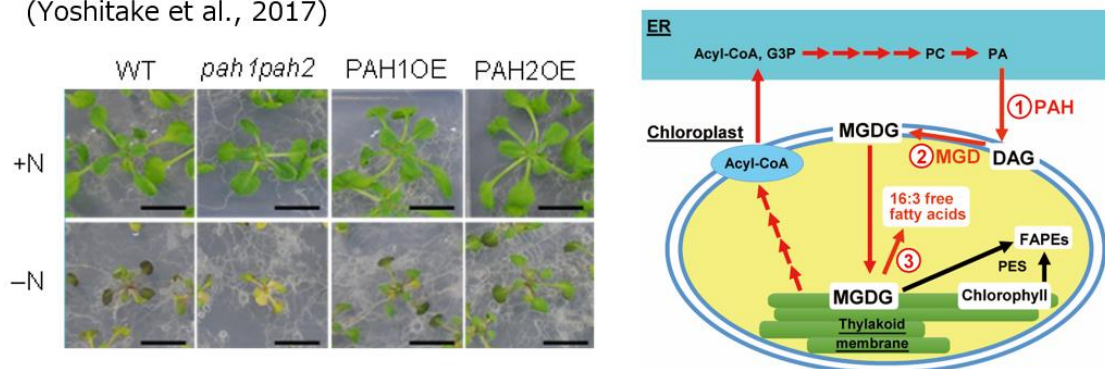 (Yoshitake et al., 2017)
WT pah1pah2 PAH1OE PAH2OE
+N
–N
ER
Acyl-CoA, G3P PC PA
①PAH
Chloroplast
MGDG
②MGD
DAG
Acyl-CoA
16:3 free
fatty acids
③
FAPEs
PES
MGDG
Chlorophyll
Thylakoid
membrane